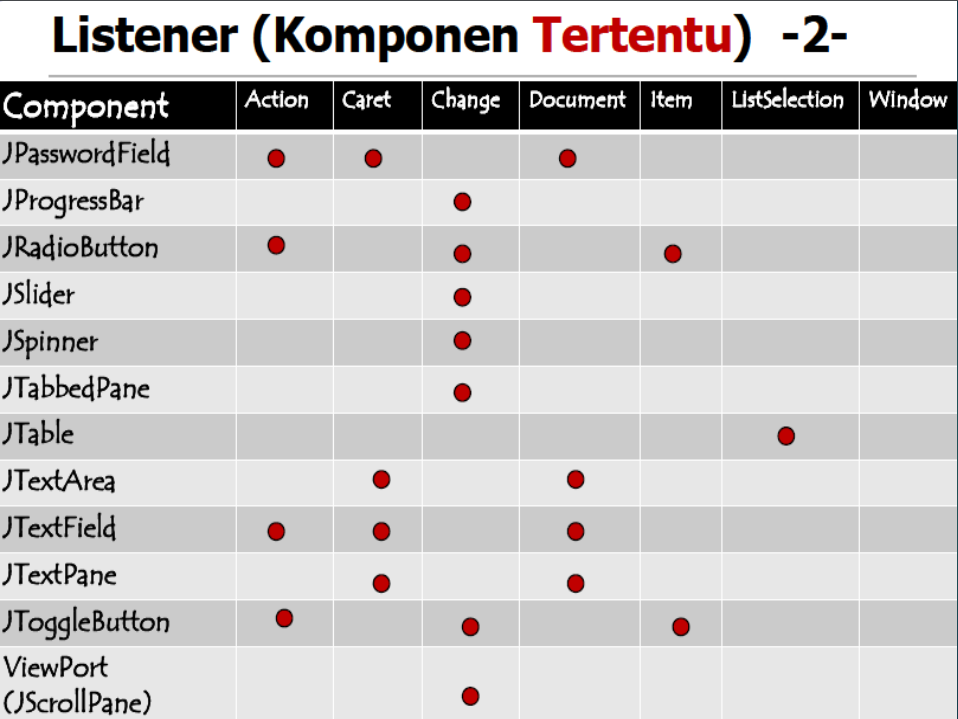 Listener (Komponen Tertentu) -2-
Component Action Caret Change Document Item ListSelection Window
JPasswordField
JProgressBar
JRadioButton
JSlider
JSpinner
JTabbedPane
JTable
JTextArea
JTextField
JTextPane
JToggleButton
ViewPort
(JScrollPane)